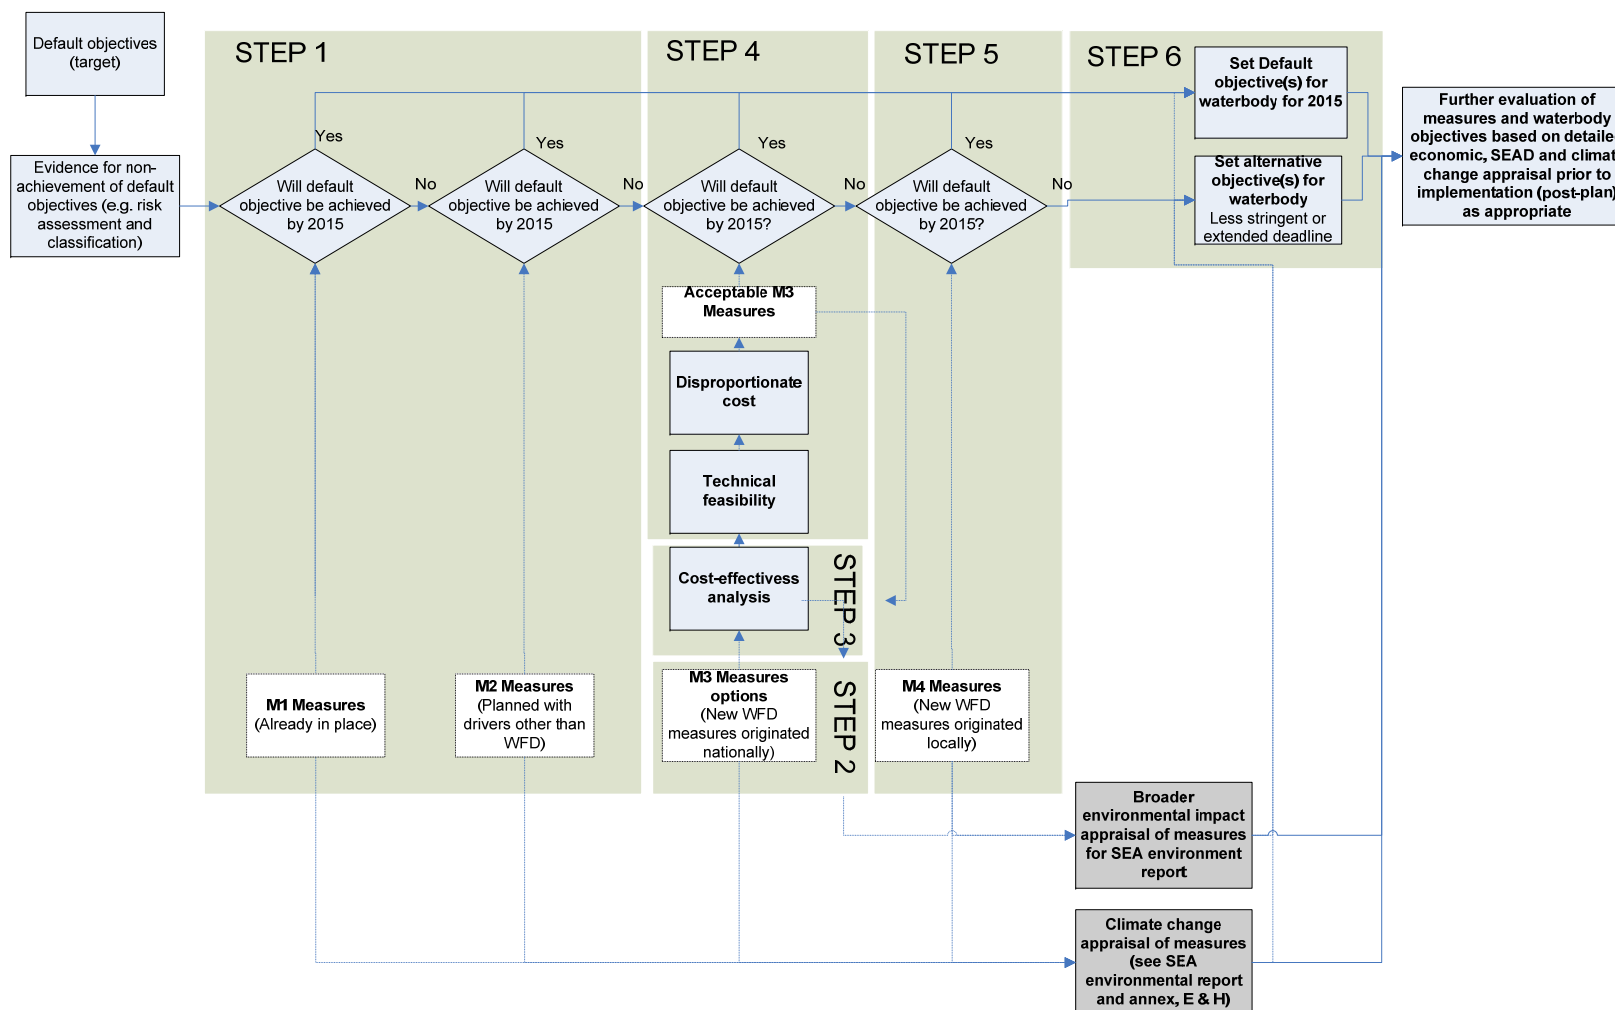 Default objectives
(target)
Evidence for non-
achievement of default
objectives (e.g. risk
assessment and
classification)
STEP 1
Yes
Will default
objective be achieved
by 2015
No
Yes
Will default
objective be achieved
by 2015
No
M1 Measures
(Already in place)
M2 Measures
(Planned with
drivers other than
WFD)
STEP 4
Yes
Will default
objective be achieved
by 2015?
No
Acceptable M3
Measures
Disproportionate
cost
Technical
feasibility
Cost-effectivess
analysis
STEP 3
M3 Measures
options
(New WFD
measures originated
nationally)
STEP 2
STEP 5
Yes
Will default
objective be achieved
by 2015?
No
M4 Measures
(New WFD
measures originated
locally)
STEP 6
Set Default
objective(s) for
waterbody for 2015
Set alternative
objective(s) for
waterbody
Less stringent or
extended deadline
Further evaluation of
measures and waterbody
objectives based on detailed
economic, SEAD and climate
change appraisal prior to
implementation (post-plan)
as appropriate
Broader
environmental impact
appraisal of measures
for SEA environment
report
Climate change
appraisal of measures
(see SEA
environmental report
and annex, E & H)